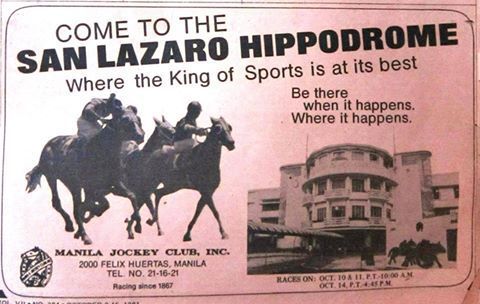 COME TO THE
SAN LAZARO HIPPODROME
Where the King of Sports is at its best
Be there
when it happens.
Where it happens.
MANILA JOCKEY CLUB, INC.
2000 FELIX HUERTAS, MANILA
TEL. NO. 21-16-21
Racing since 1867
RACES ON: OCT. 10 & 11, P.T.-10:00 A.M.
OCT. 14, P.T.-4:45 P.M.